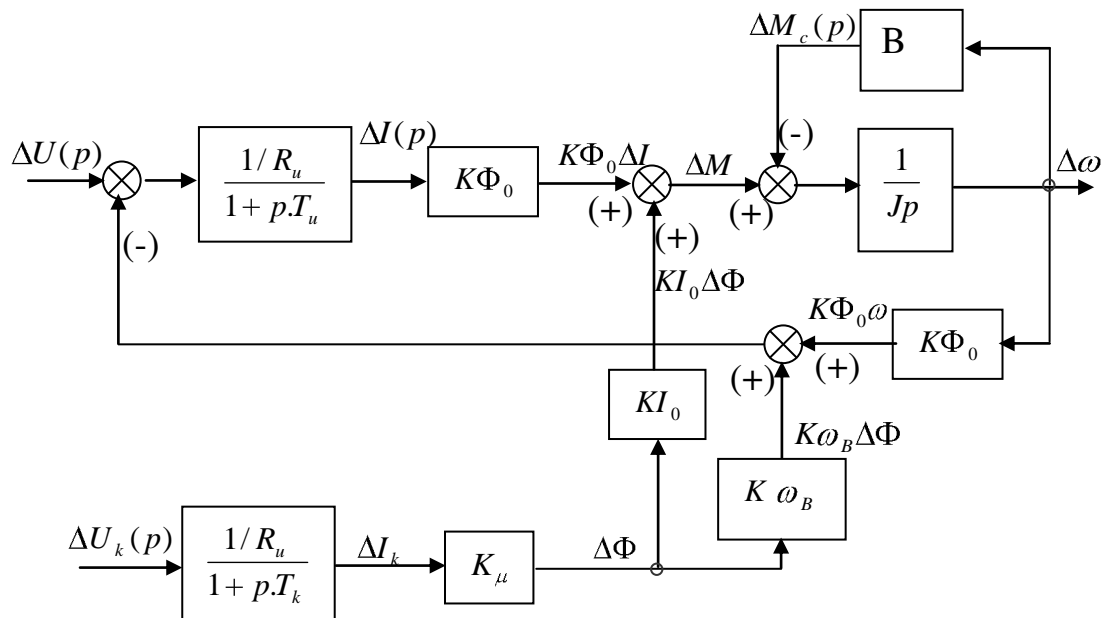 ΔM_c(p)
B
(-)
ΔU(p)
1/R_u
1 + p.T_u
ΔI(p)
KΦ_0
KΦ_0ΔI
ΔM
1
Jp
Δω
(-)
(+)
(+)
(+)
KI_0ΔΦ
KΦ_0ω
KΦ_0
(+)
(+)
KI_0
Kω_BΔΦ
K ω_B
ΔU_k(p)
1/R_u
1 + p.T_k
ΔI_k
K_μ
ΔΦ